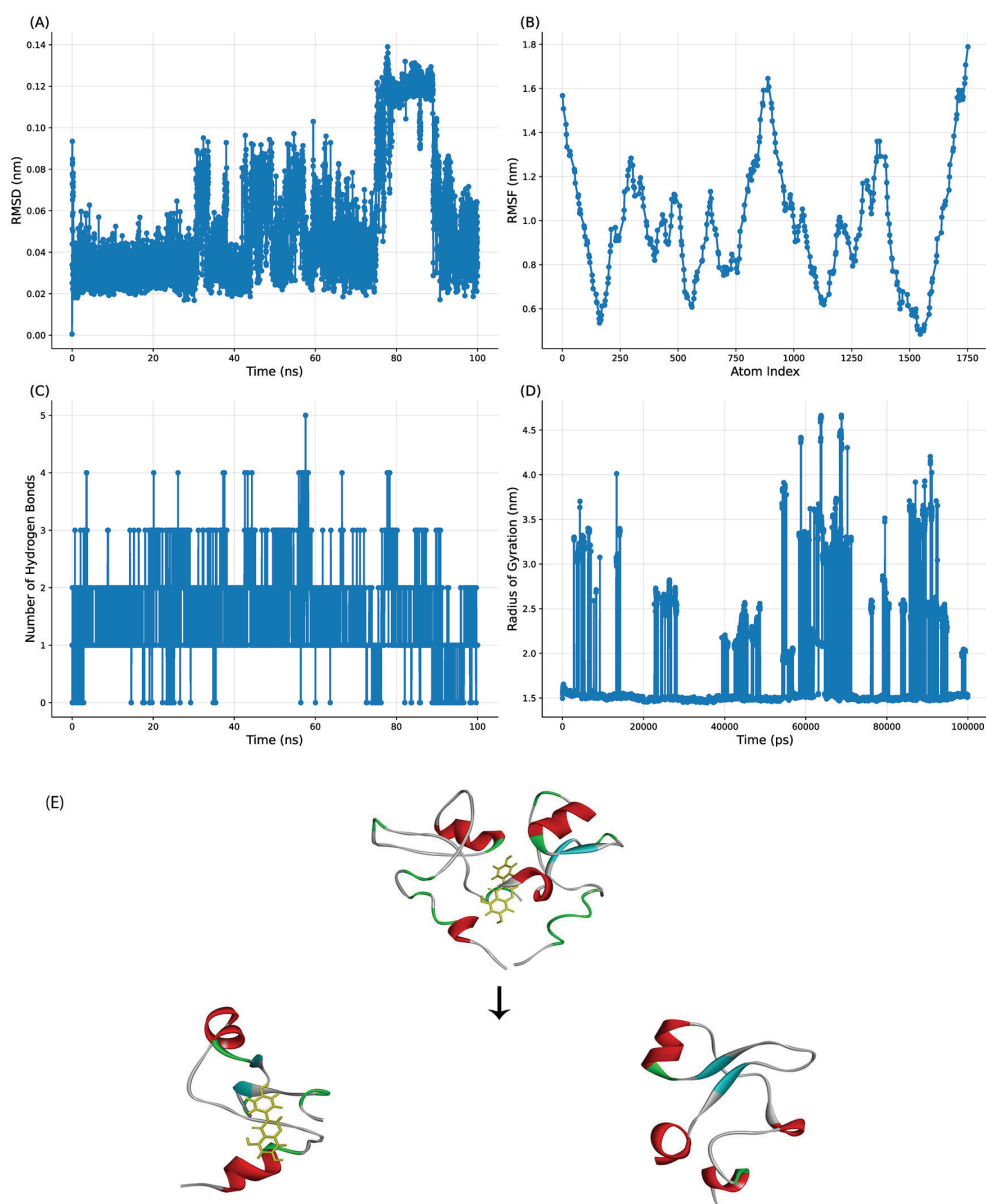 (A)
0.14
0.12
0.10
0.08
0.06
0.04
0.02
0.00
RMSD (nm)
0 20 40 60 80 100
Time (ns)
(B)
1.8
1.6
1.4
1.2
1.0
0.8
0.6
RMSF (nm)
0 250 500 750 1000 1250 1500 1750
Atom Index
(C)
5
4
3
2
1
0
Number of Hydrogen Bonds
0 20 40 60 80 100
Time (ns)
(D)
4.5
4.0
3.5
3.0
2.5
2.0
1.5
Radius of Gyration (nm)
0 20000 40000 60000 80000 100000
Time (ps)
(E)